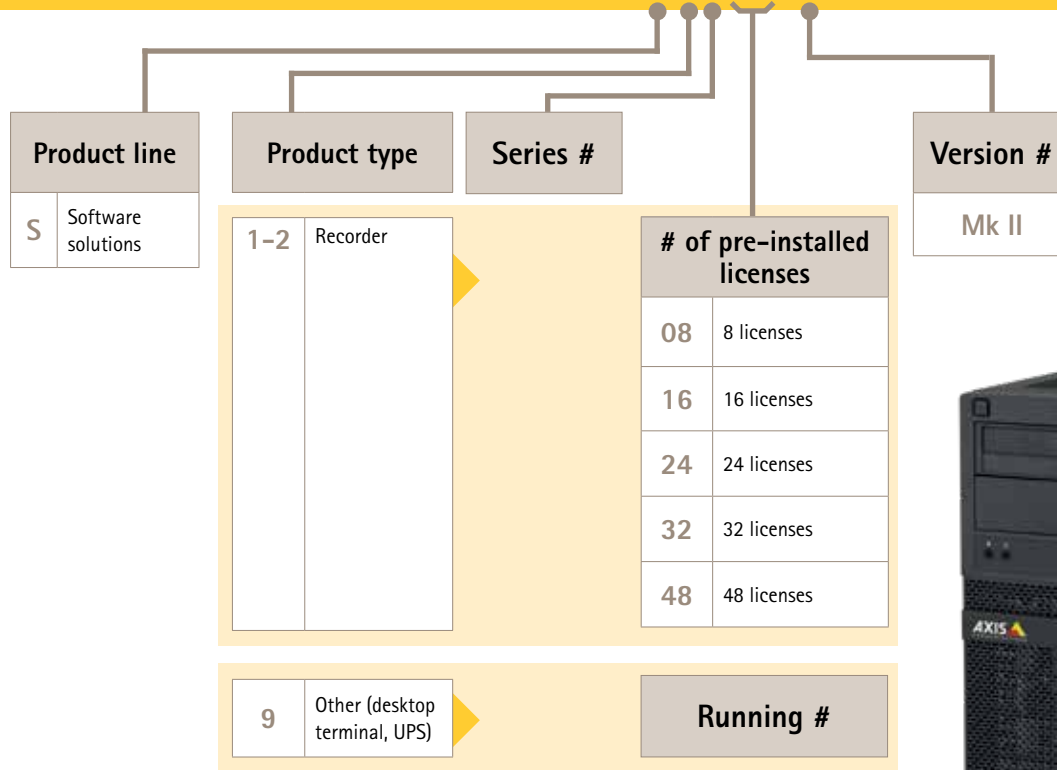 Product line
Product type
Series #
Version #
S
Software
solutions
Mk II
1-2
Recorder
# of pre-installed
licenses
08
8 licenses
16
16 licenses
24
24 licenses
32
32 licenses
48
48 licenses
AXIS
9
Other (desktop
terminal, UPS)
Running #